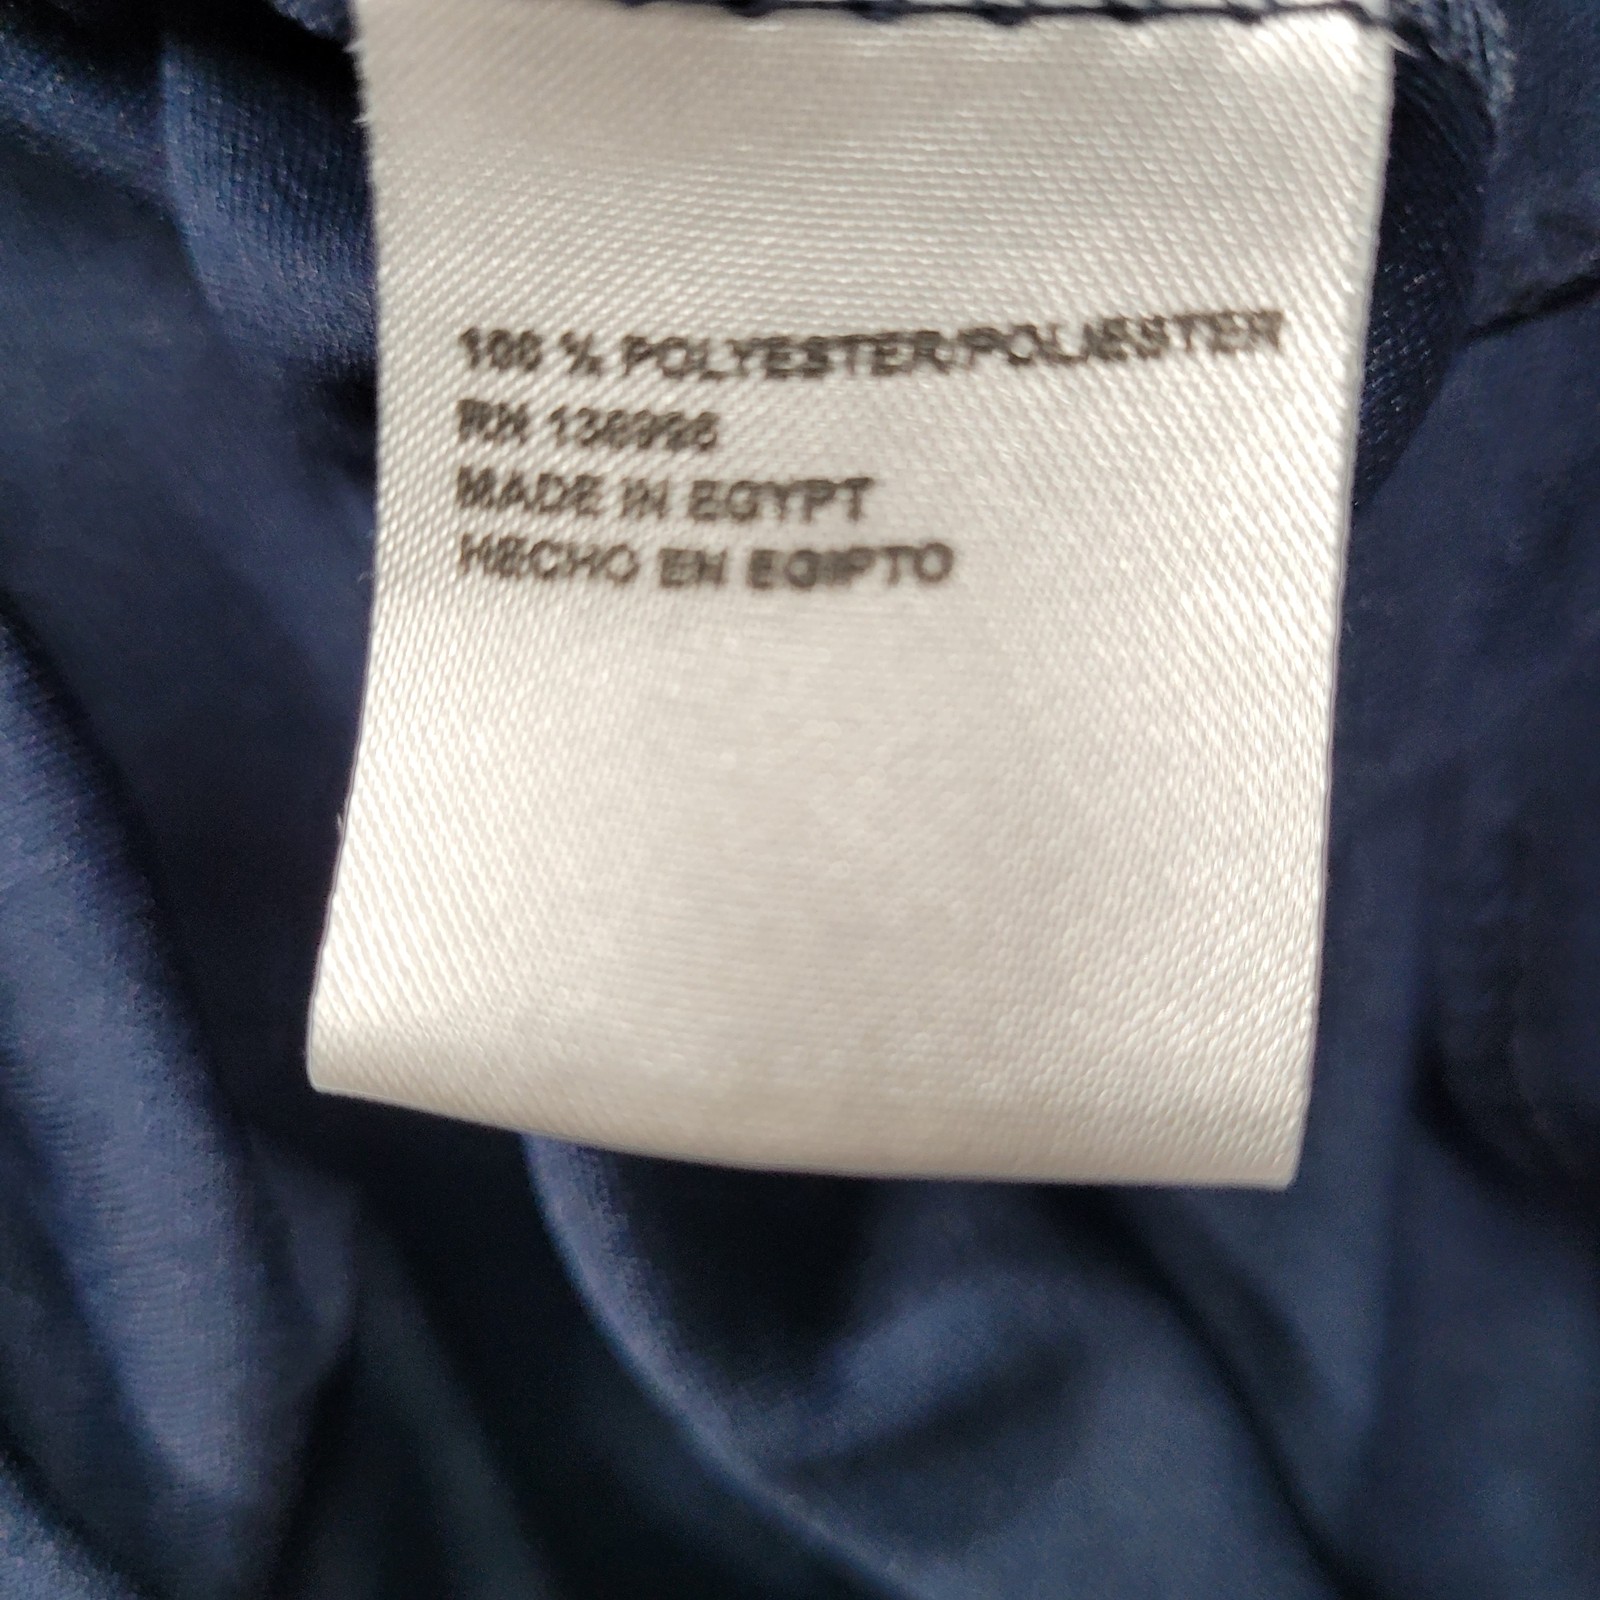 100 % POLYESTER/POLIESTER
RN
MADE IN EGYPT
HECHO EN EGIPTO